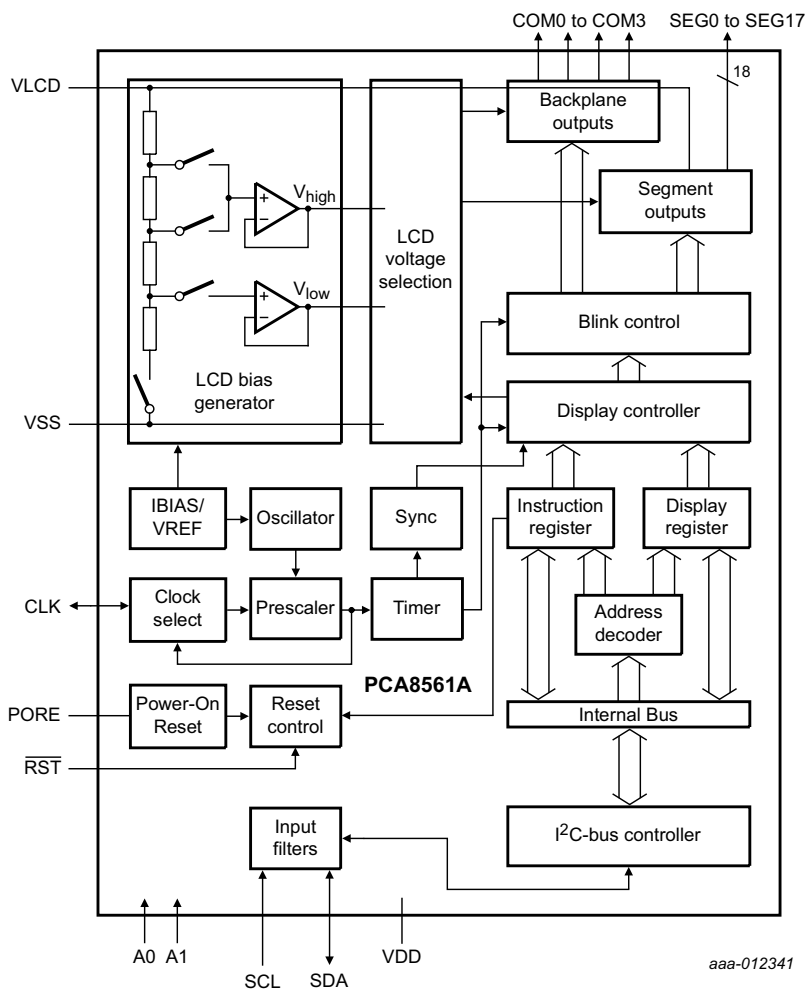 COM0 to COM3
SEG0 to SEG17
18
VLCD
Backplane
outputs
Vhigh
Segment
outputs
LCD
voltage
selection
Vlow
Blink control
LCD bias
generator
Display controller
VSS
IBIAS/
VREF
Oscillator
Sync
Instruction
register
Display
register
CLK
Clock
select
Prescaler
Timer
Address
decoder
PCA8561A
PORE
Power-On
Reset
Reset
control
Internal Bus
RST
Input
filters
I2C-bus controller
A0
A1
SCL
SDA
VDD
aaa-012341